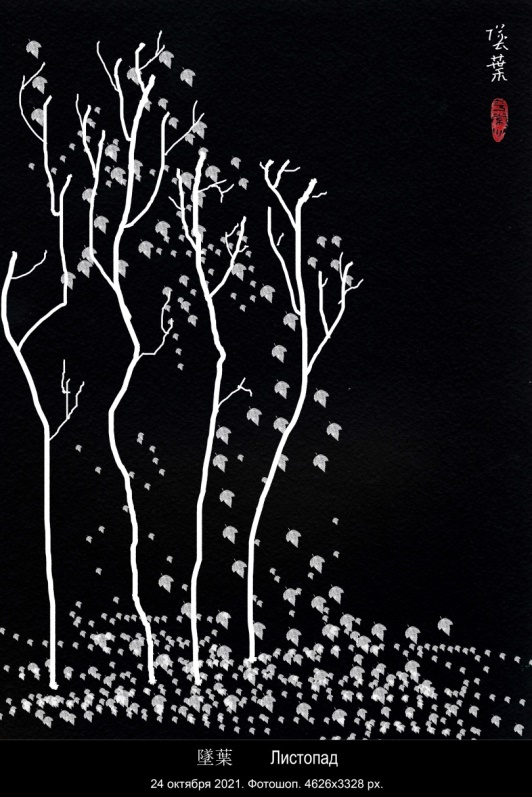 墜葉
墜葉 Листопад
24 октября 2021. Фотошоп. 4626x3328 px.